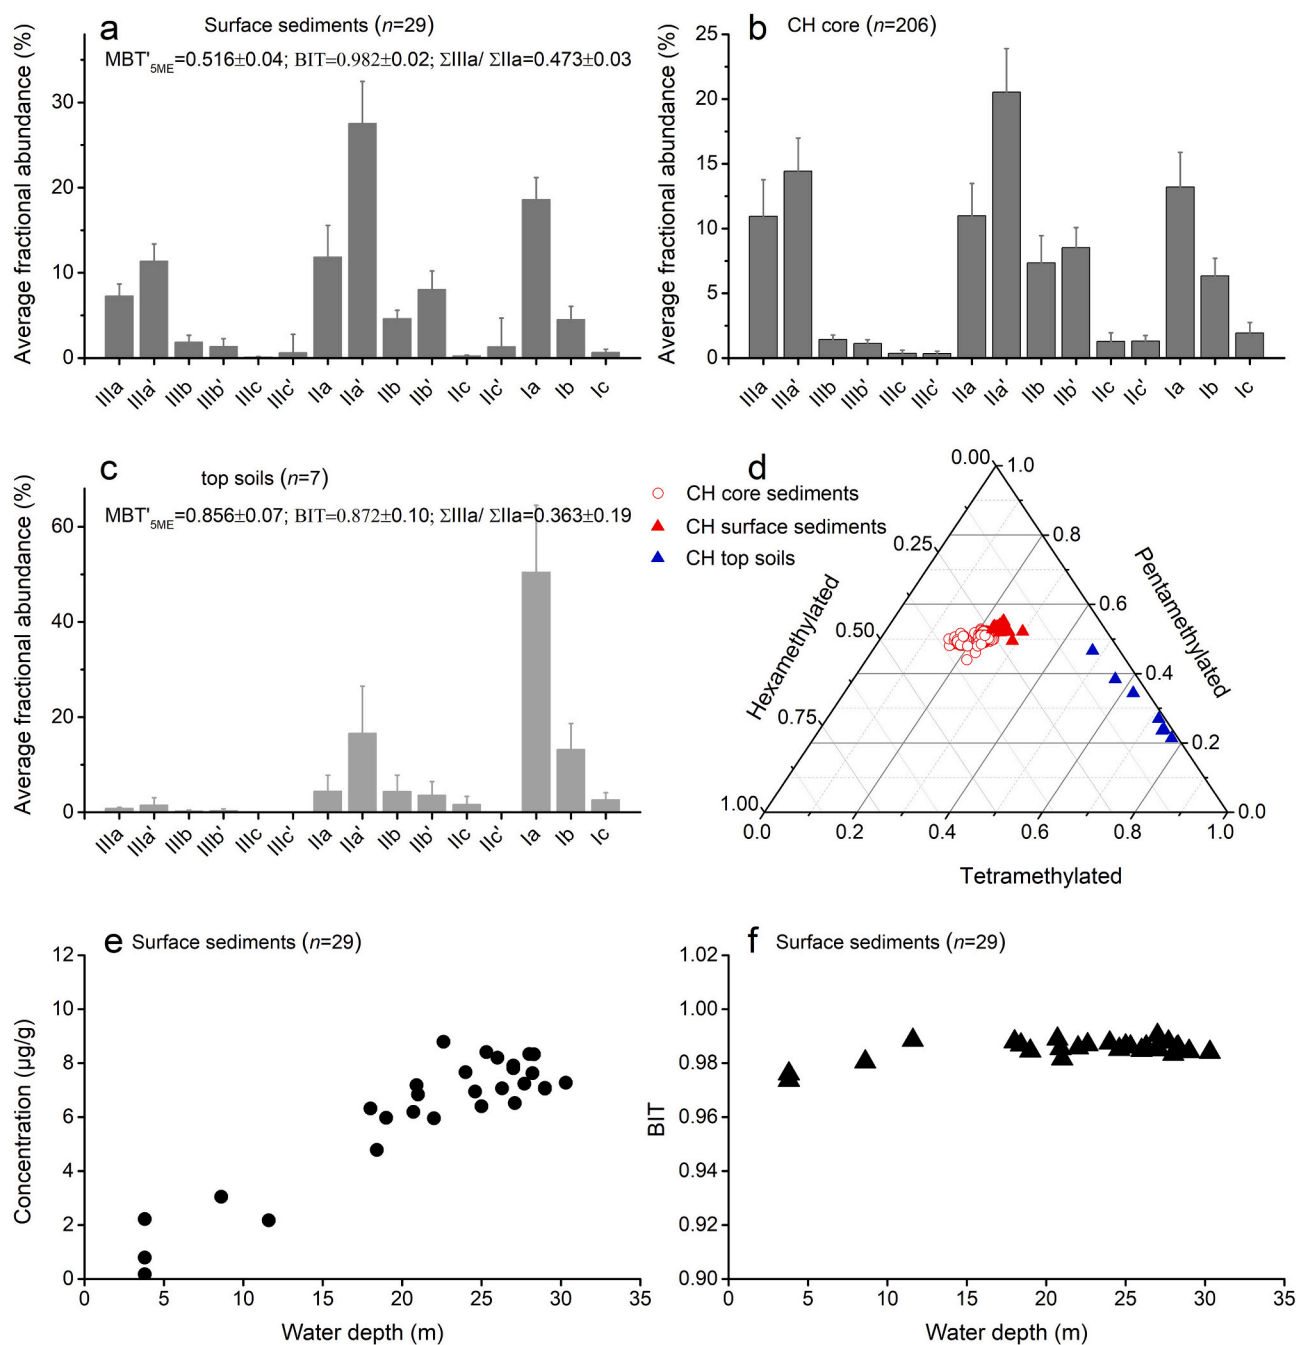 a Surface sediments (n=29)
MBT'5ME=0.516±0.04; BIT=0.982±0.02; ΣIIIa/ ΣIIa=0.473±0.03
Average fractional abundance (%)
30
20
10
0
IIIa IIIa' IIIb IIIb' IIIc IIIc' IIa IIa' IIb IIb' IIc IIc' Ia Ib Ic
b CH core (n=206)
Average fractional abundance (%)
25
20
15
10
5
0
IIIa IIIa' IIIb IIIb' IIIc IIIc' IIa IIa' IIb IIb' IIc IIc' Ia Ib Ic
c top soils (n=7)
MBT'5ME=0.856±0.07; BIT=0.872±0.10; ΣIIIa/ ΣIIa=0.363±0.19
Average fractional abundance (%)
60
40
20
0
IIIa IIIa' IIIb IIIb' IIIc IIIc' IIa IIa' IIb IIb' IIc IIc' Ia Ib Ic
d
CH core sediments
CH surface sediments
CH top soils
0.00
0.25
0.50
0.75
1.00
Hexamethylated
1.0
0.8
0.6
0.4
0.2
0.0
Pentamethylated
0.0 0.2 0.4 0.6 0.8 1.0
Tetramethylated
e Surface sediments (n=29)
Concentration (µg/g)
12
10
8
6
4
2
0
0 5 10 15 20 25 30 35
Water depth (m)
f Surface sediments (n=29)
BIT
1.02
1.00
0.98
0.96
0.94
0.92
0.90
0 5 10 15 20 25 30 35
Water depth (m)